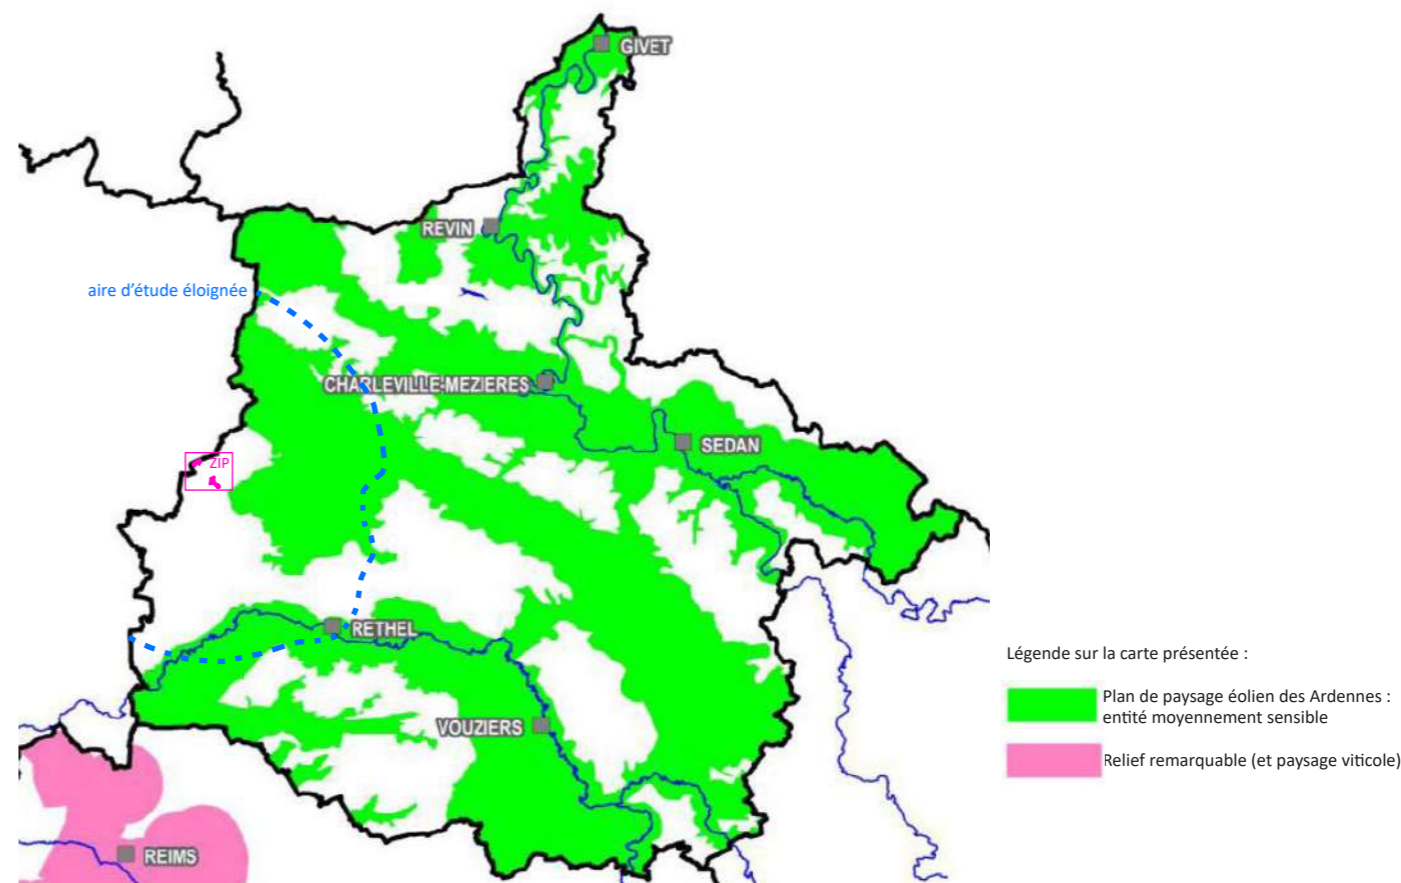 GIVET
REVIN
aire d'étude éloignée
CHARLEVILLE-MEZIERES
SEDAN
ZIP
RETHEL
VOUZIERS
REIMS
Légende sur la carte présentée :
Plan de paysage éolien des Ardennes :
entité moyennement sensible
Relief remarquable (et paysage viticole)